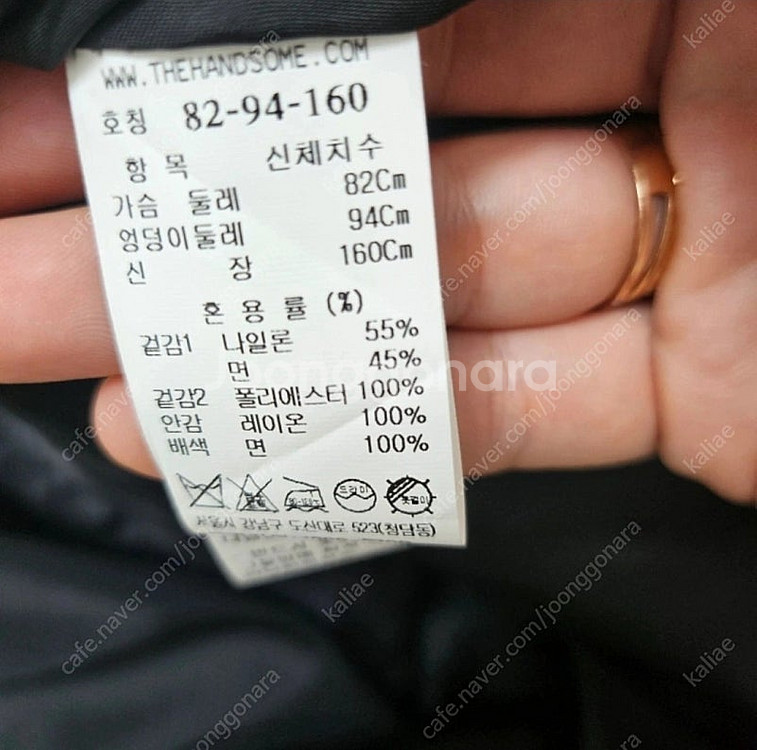 WWW.THEHANDSOME.COM
호칭 82-94-160
항 목 신체치수
가슴 둘레 82Cm
엉덩이둘레 94Cm
신 장 160Cm
혼 용 률 (%)
겉감1 나일론 55%
면 45%
겉감2 폴리에스터 100%
안감 레이온 100%
배색 면 100%
드라이
옷걸이
서울시 강남구 도산대로 523(청담동)
Joonggonara
cafe.naver.com/joonggonara
kaliae